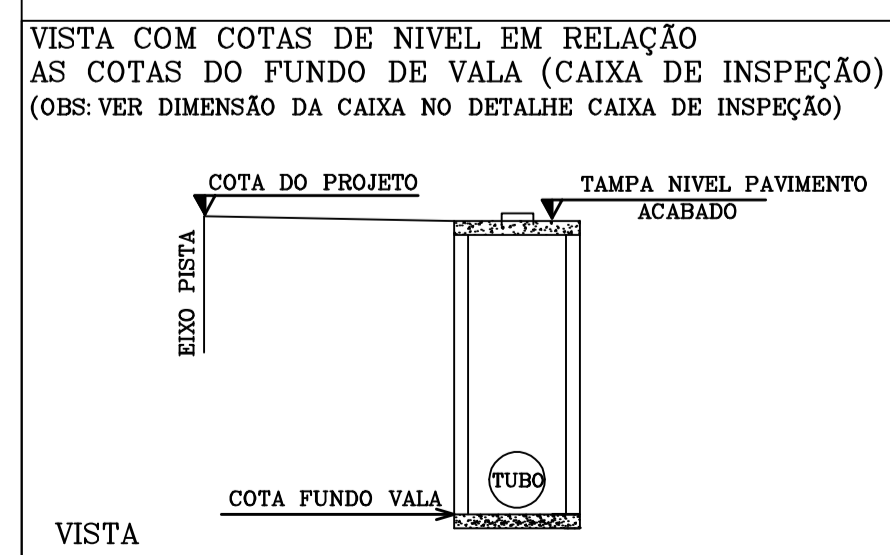 VISTA COM COTAS DE NIVEL EM RELAÇÃO
AS COTAS DO FUNDO DE VALA (CAIXA DE INSPEÇÃO)
(OBS: VER DIMENSÃO DA CAIXA NO DETALHE CAIXA DE INSPEÇÃO)
COTA DO PROJETO
TAMPA NIVEL PAVIMENTO
ACABADO
EIXO PISTA
TUBO
COTA FUNDO VALA
VISTA